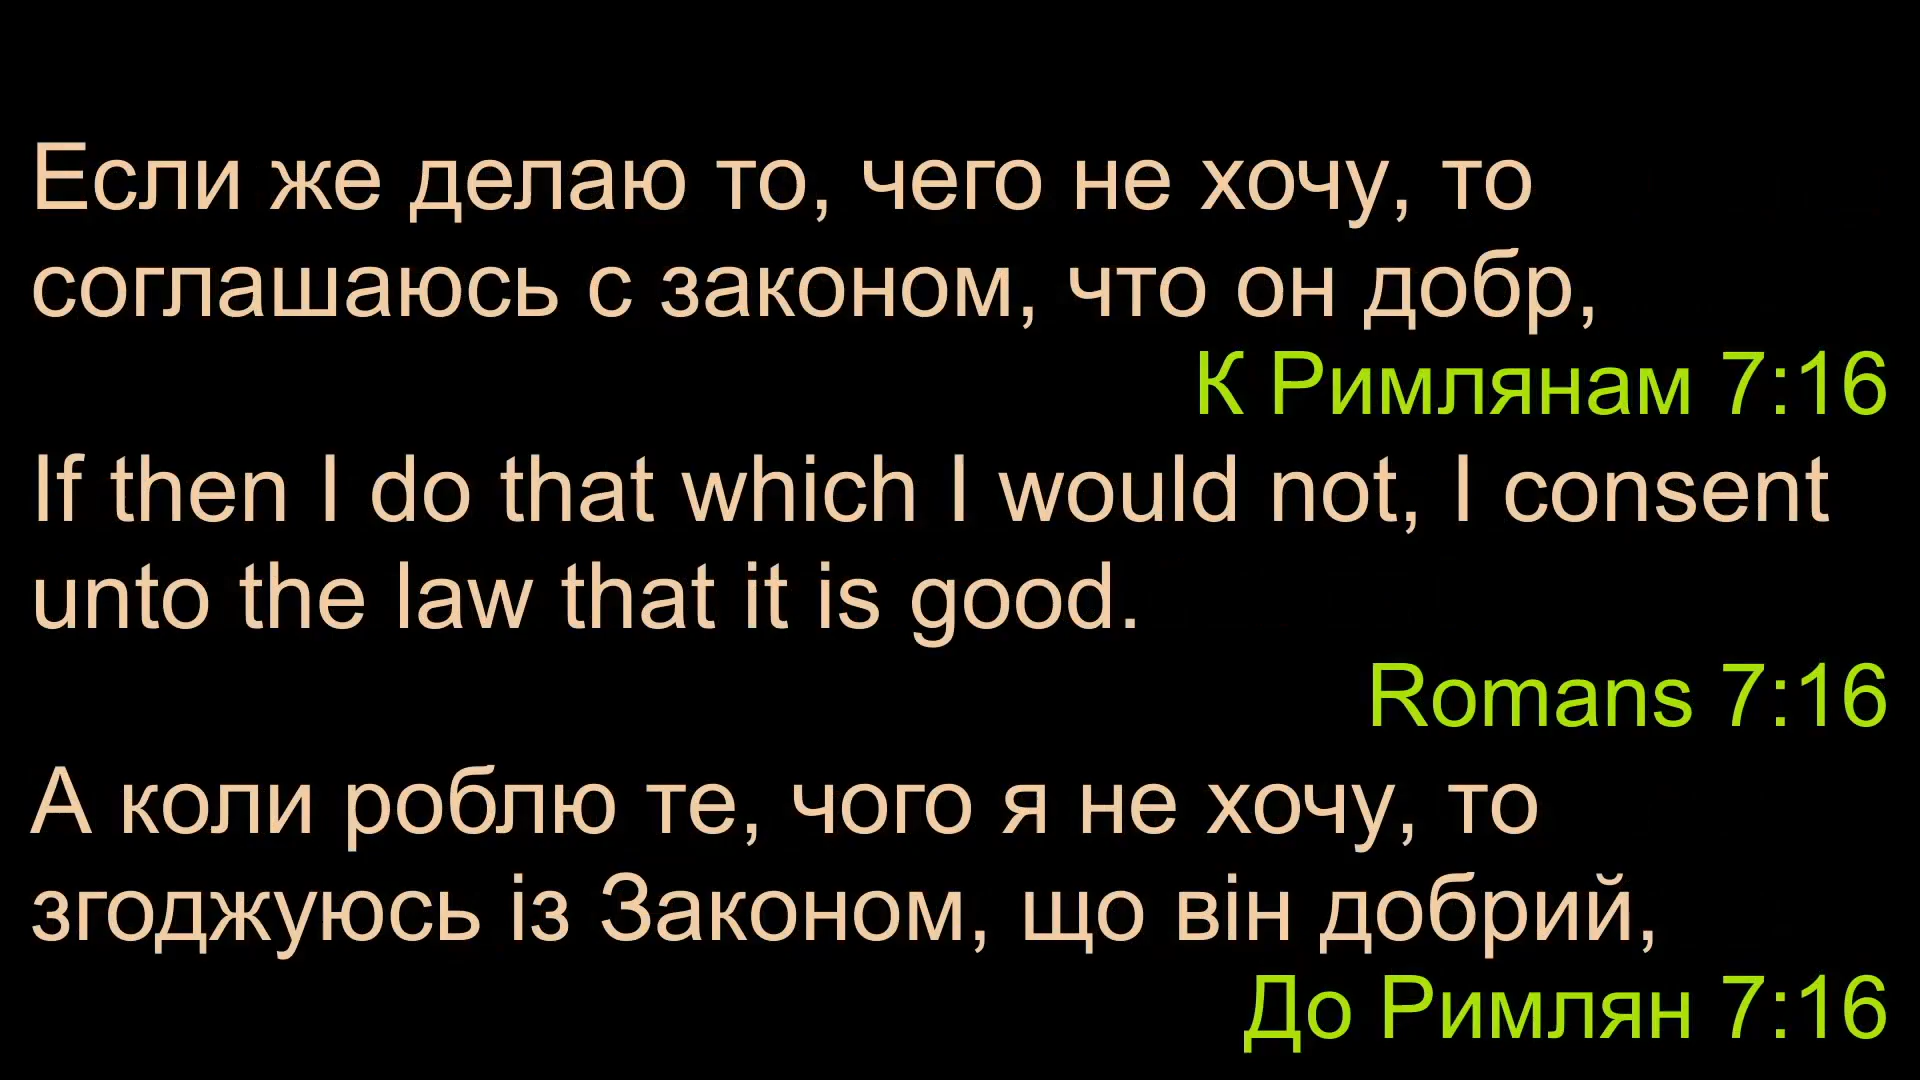 Если же делаю то, чего не хочу, то
соглашаюсь с законом, что он добр,
К Римлянам 7:16
If then I do that which I would not, I consent
unto the law that it is good.
Romans 7:16
А коли роблю те, чого я не хочу, то
згоджуюсь із Законом, що він добрий,
До Римлян 7:16